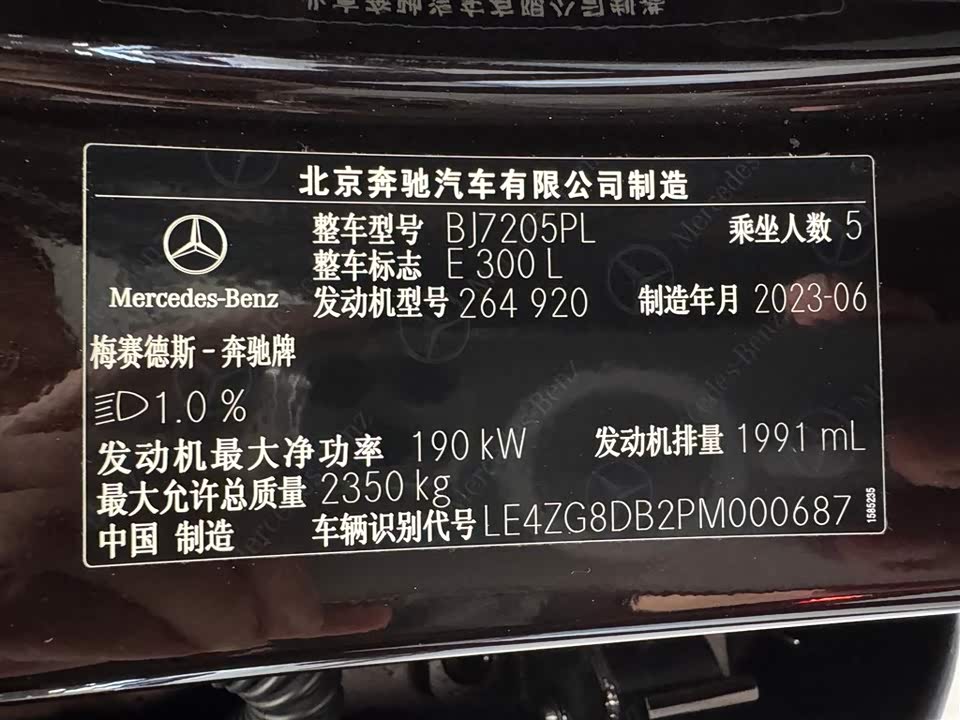 北京奔驰汽车有限公司制造
整车型号 BJ7205PL 乘坐人数 5
整车标志 E 300 L
Mercedes-Benz 发动机型号 264 920 制造年月 2023-06
梅赛德斯-奔驰牌
1.0 %
发动机最大净功率 190 kW 发动机排量 1991 mL
最大允许总质量 2350 kg
中国 制造 车辆识别代号 LE4ZG8DB2PM000687
1585235